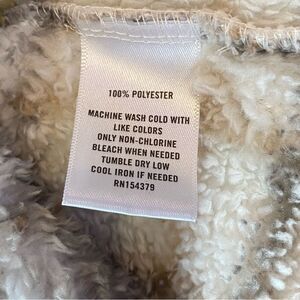 100% POLYESTER
MACHINE WASH COLD WITH
LIKE COLORS
ONLY NON-CHLORINE
BLEACH WHEN NEEDED
TUMBLE DRY LOW
COOL IRON IF NEEDED
RN154379